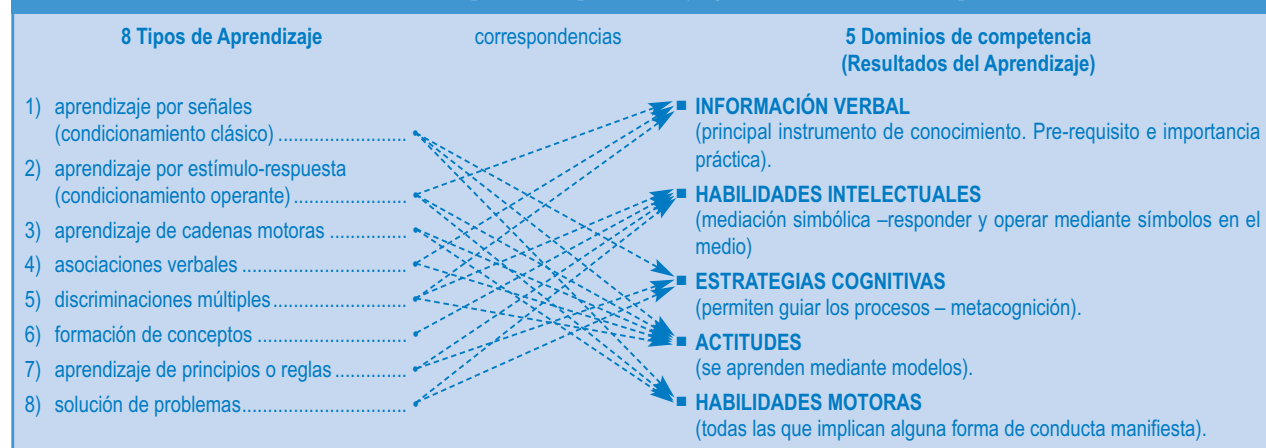 8 Tipos de Aprendizaje
correspondencias
5 Dominios de competencia
(Resultados del Aprendizaje)
1) aprendizaje por señales
(condicionamiento clásico) ........................
2) aprendizaje por estímulo-respuesta
(condicionamiento operante) .....................
3) aprendizaje de cadenas motoras ...............
4) asociaciones verbales ...............................
5) discriminaciones múltiples.........................
6) formación de conceptos ............................
7) aprendizaje de principios o reglas .............
8) solución de problemas...............................
■ INFORMACIÓN VERBAL
(principal instrumento de conocimiento. Pre-requisito e importancia
práctica).
■ HABILIDADES INTELECTUALES
(mediación simbólica –responder y operar mediante símbolos en el
medio)
■ ESTRATEGIAS COGNITIVAS
(permiten guiar los procesos – metacognición).
■ ACTITUDES
(se aprenden mediante modelos).
■ HABILIDADES MOTORAS
(todas las que implican alguna forma de conducta manifiesta).